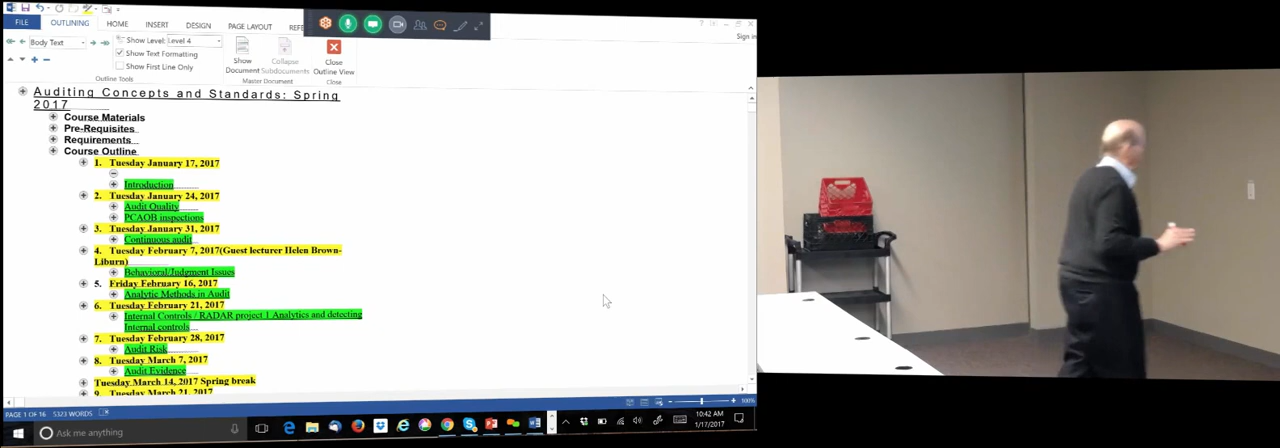 FILE OUTLINING HOME INSERT DESIGN PAGE LAYOUT REFE
Sign in
Body Text
Show Level: Level 4
Show Text Formatting
Show First Line Only
Show Document
Collapse Subdocuments
Close Outline View
Outline Tools
Master Document
Close
Auditing Concepts and Standards: Spring
2017
Course Materials
Pre-Requisites
Requirements
Course Outline
1. Tuesday January 17, 2017
Introduction
2. Tuesday January 24, 2017
Audit Quality
PCAOB inspections
3. Tuesday January 31, 2017
Continuous audit
4. Tuesday February 7, 2017(Guest lecturer Helen Brown-
Liburn)
Behavioral/Judgment Issues
5. Friday February 16, 2017
Analytic Methods in Audit
6. Tuesday February 21, 2017
Internal Controls / RADAR project 1 Analytics and detecting
Internal controls
7. Tuesday February 28, 2017
Audit Risk
8. Tuesday March 7, 2017
Audit Evidence
Tuesday March 14, 2017 Spring break
9. Tuesday March 21, 2017
PAGE 1 OF 16 5323 WORDS
100%
Ask me anything
10:42 AM
1/17/2017